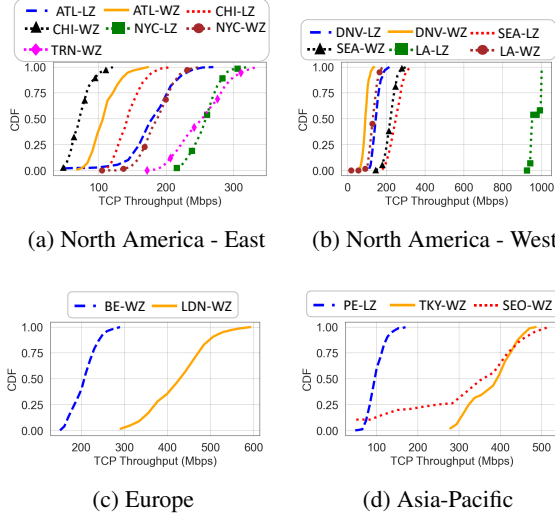 ATL-LZ ATL-WZ CHI-LZ
CHI-WZ NYC-LZ NYC-WZ
TRN-WZ
1.00
0.75
0.50
0.25
0.00
CDF
100 200 300
TCP Throughput (Mbps)
(a) North America - East
DNV-LZ DNV-WZ SEA-LZ
SEA-WZ LA-LZ LA-WZ
1.00
0.75
0.50
0.25
0.00
CDF
0 200 400 600 800 1000
TCP Throughput (Mbps)
(b) North America - West
BE-WZ LDN-WZ
1.00
0.75
0.50
0.25
0.00
CDF
200 300 400 500 600
TCP Throughput (Mbps)
(c) Europe
PE-LZ TKY-WZ SEO-WZ
1.00
0.75
0.50
0.25
0.00
CDF
100 200 300 400 500
TCP Throughput (Mbps)
(d) Asia-Pacific